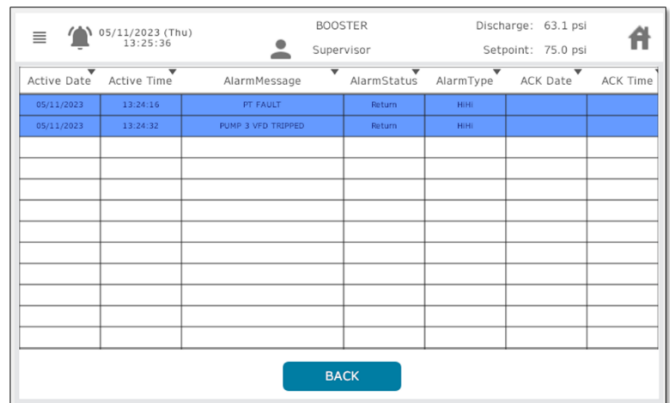 BOOSTER
Discharge: 63.1 psi
05/11/2023 (Thu)
13:25:36
Supervisor
Setpoint: 75.0 psi
Active Date Active Time AlarmMessage AlarmStatus AlarmType ACK Date ACK Time
05/11/2023 13:24:16 PT FAULT Return HiHi
05/11/2023 13:24:32 PUMP 3 VFD TRIPPED Return HiHi
BACK